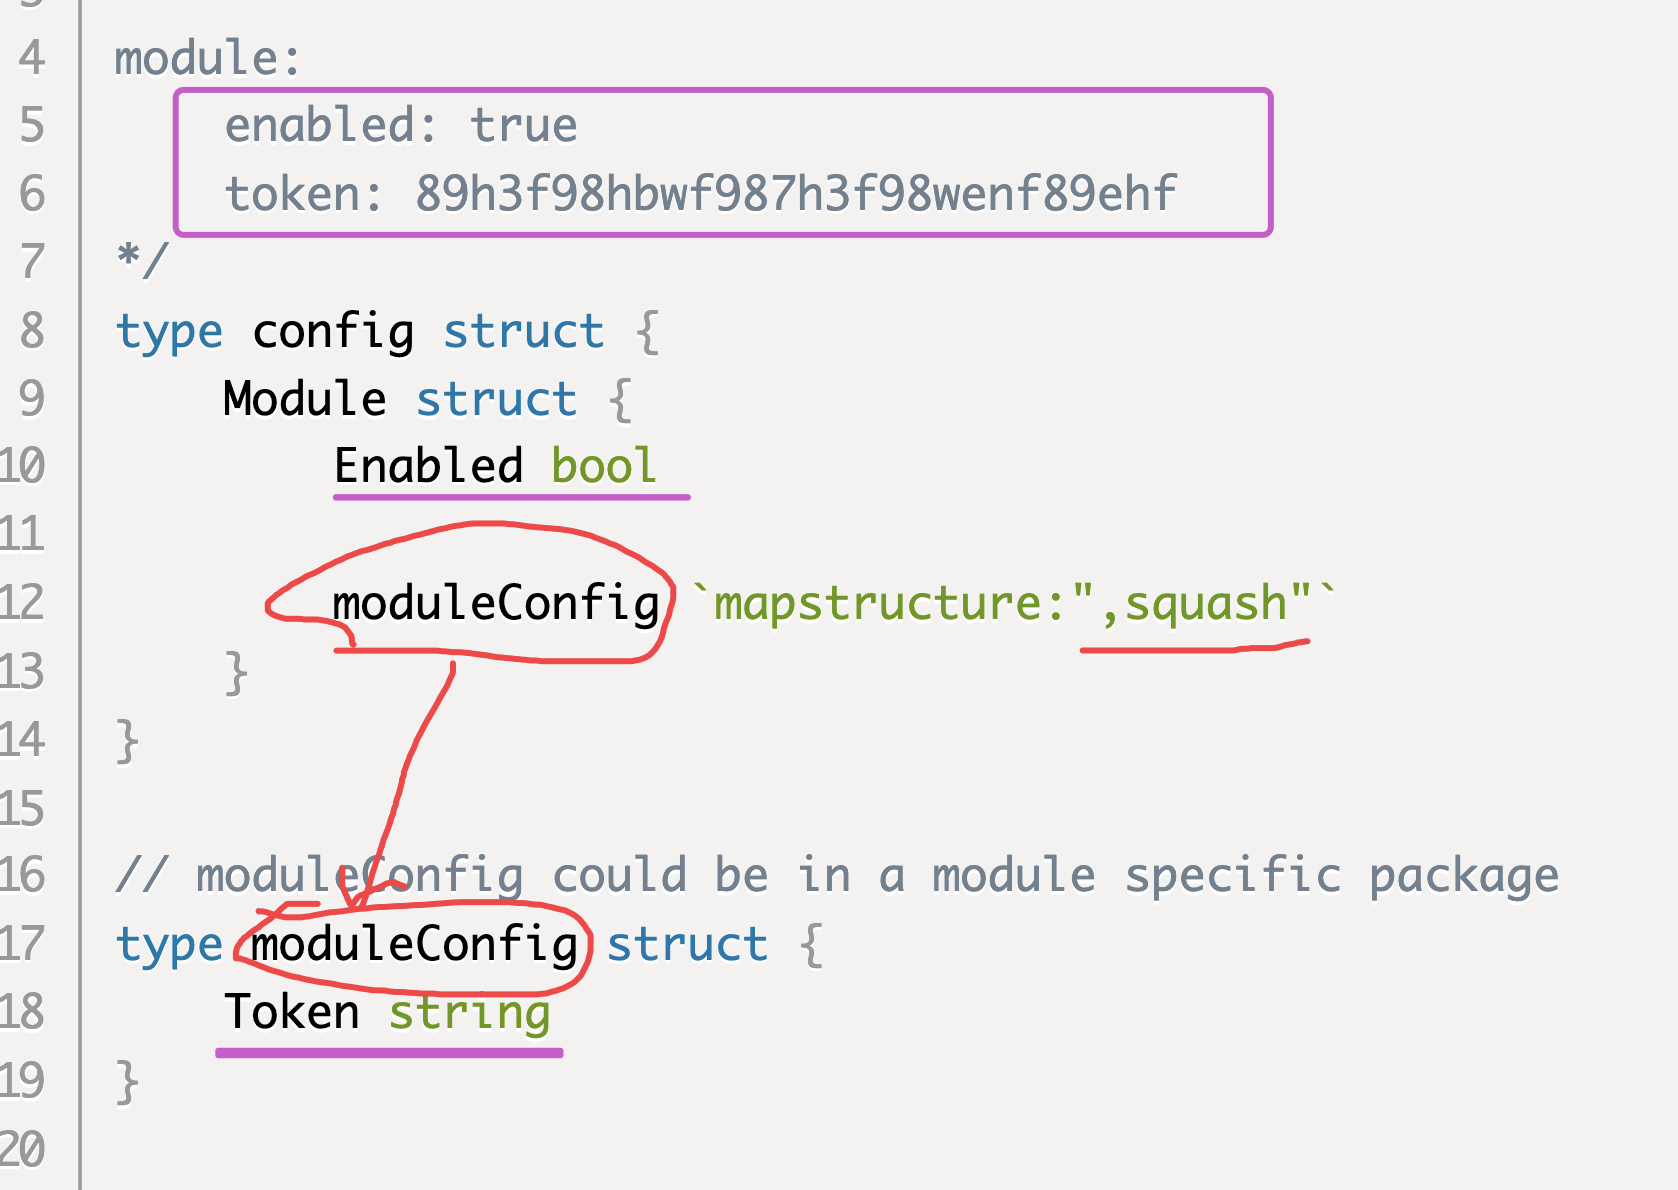 4 module:
5 enabled: true
6 token: 89h3f98hbwf987h3f98wenf89ehf
7 */
8 type config struct {
9 Module struct {
10 Enabled bool
11
12 moduleConfig `mapstructure:",squash"`
13 }
14 }
15
16 // moduleConfig could be in a module specific package
17 type moduleConfig struct {
18 Token string
19 }
20